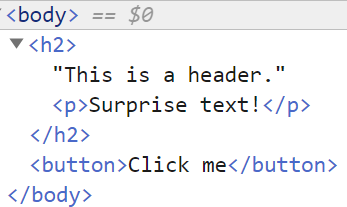 ▼<body> == $0
▼<h2>
"This is a header."
<p>Surprise text!</p>
</h2>
<button>Click me</button>
</body>